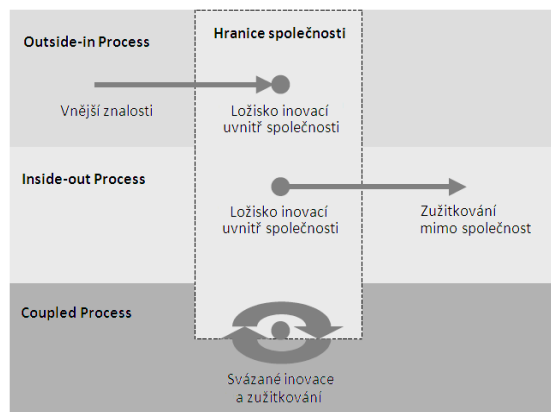 Outside-in Process
Hranice společnosti
Vnější znalosti
Ložisko inovací
uvnitř společnosti
Inside-out Process
Ložisko inovací
uvnitř společnosti
Zužitkování
mimo společnost
Coupled Process
Svázané inovace
a zužitkování